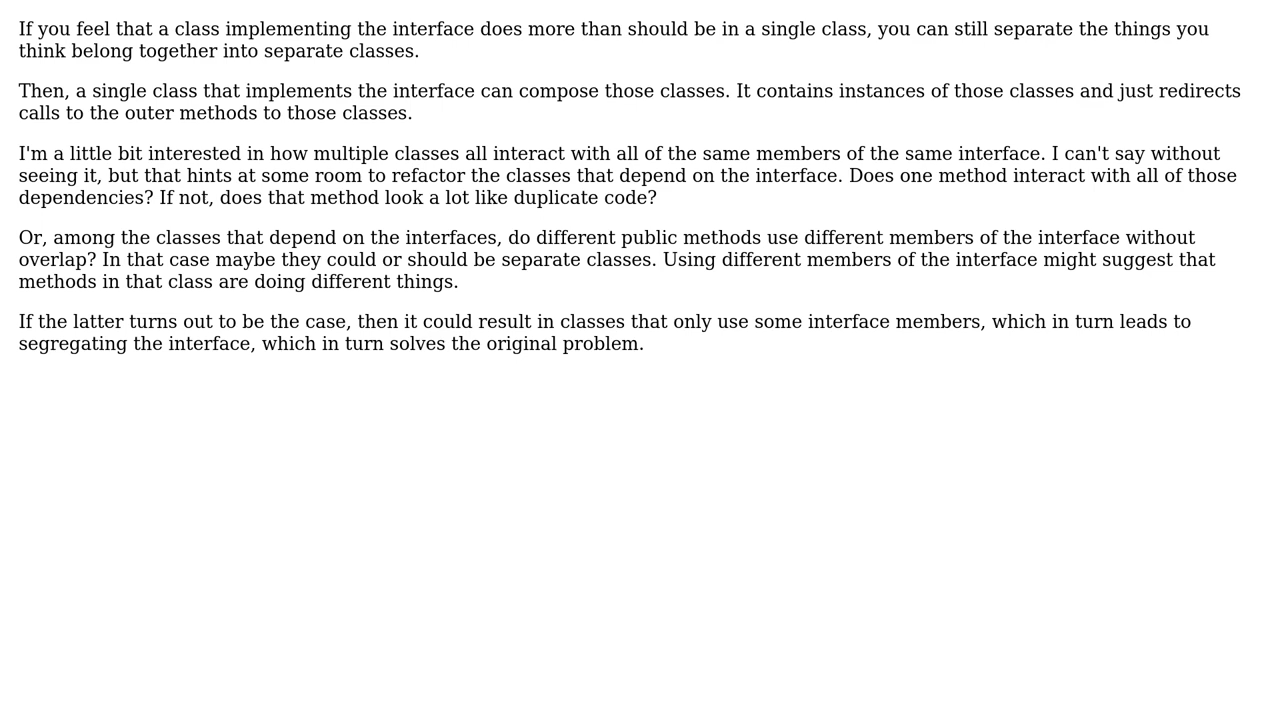 If you feel that a class implementing the interface does more than should be in a single class, you can still separate the things you
think belong together into separate classes.
Then, a single class that implements the interface can compose those classes. It contains instances of those classes and just redirects
calls to the outer methods to those classes.
I'm a little bit interested in how multiple classes all interact with all of the same members of the same interface. I can't say without
seeing it, but that hints at some room to refactor the classes that depend on the interface. Does one method interact with all of those
dependencies? If not, does that method look a lot like duplicate code?
Or, among the classes that depend on the interfaces, do different public methods use different members of the interface without
overlap? In that case maybe they could or should be separate classes. Using different members of the interface might suggest that
methods in that class are doing different things.
If the latter turns out to be the case, then it could result in classes that only use some interface members, which in turn leads to
segregating the interface, which in turn solves the original problem.